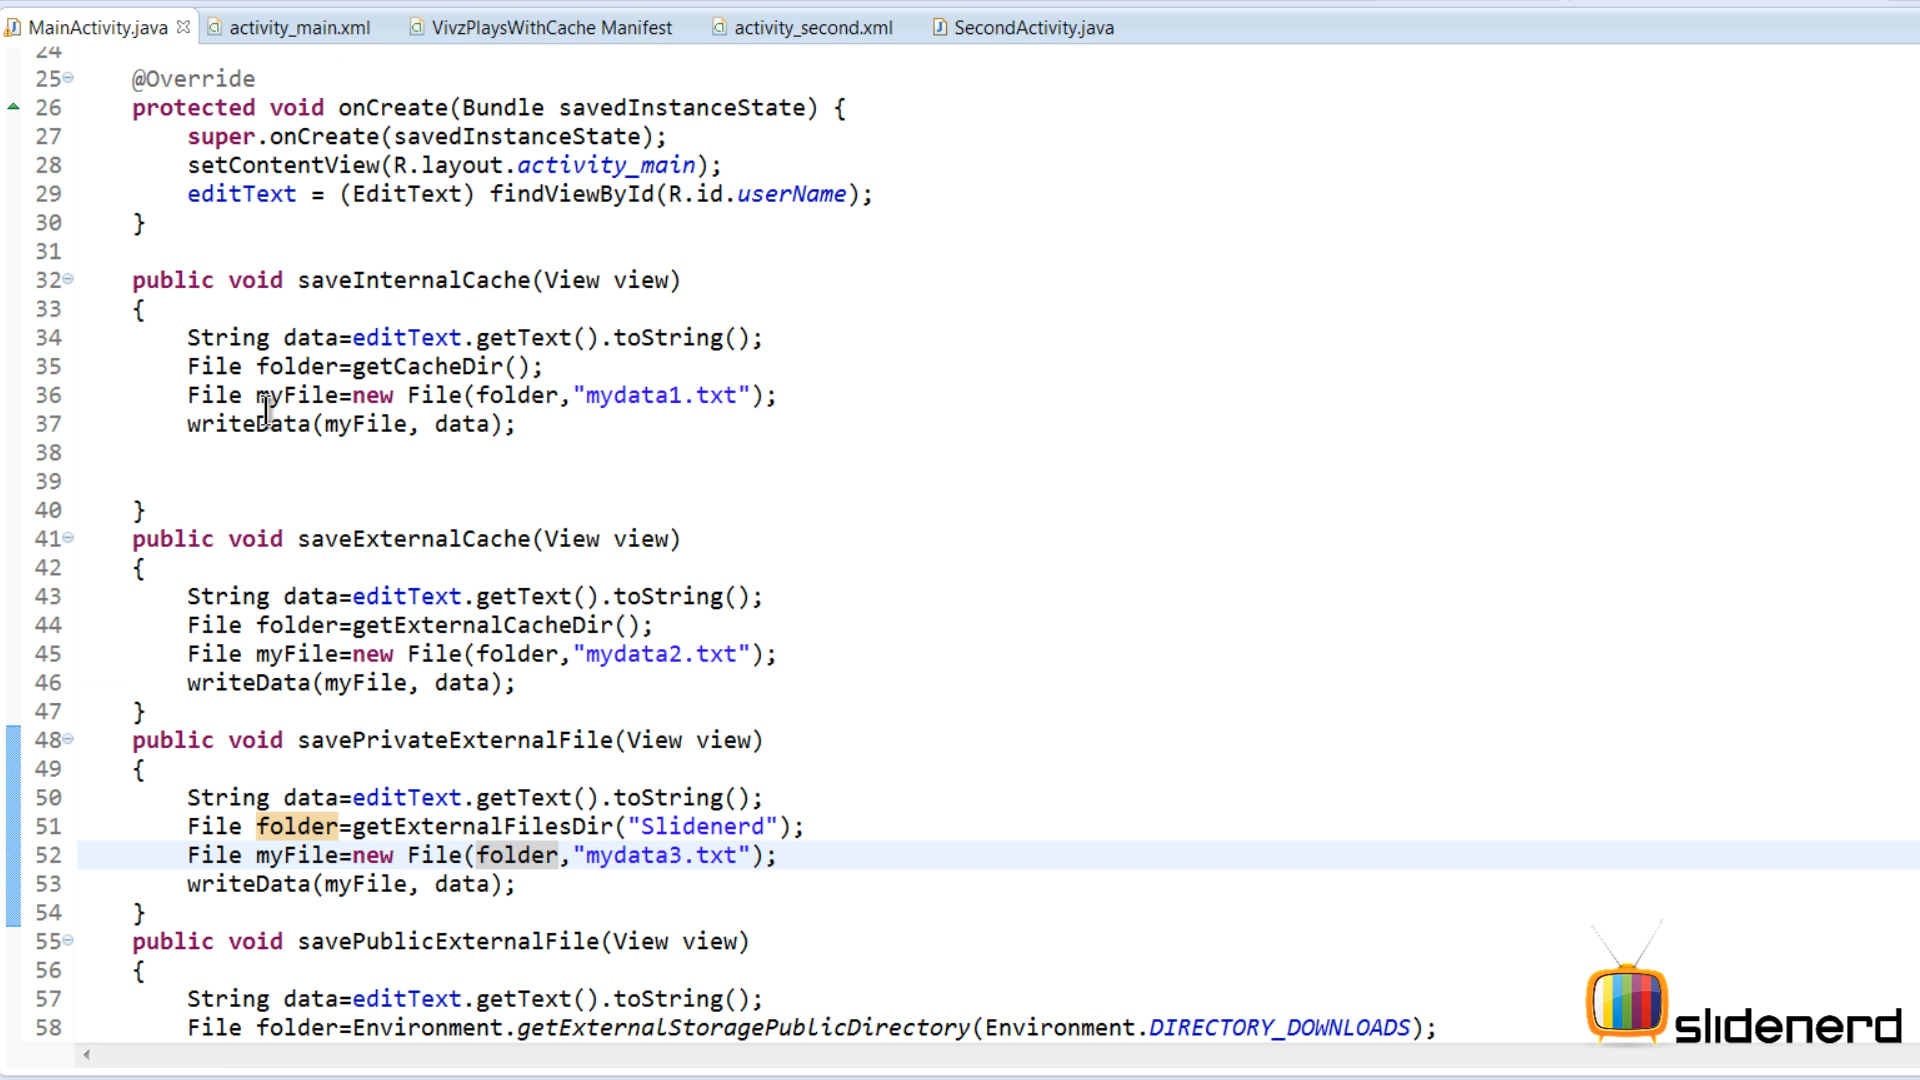 MainActivity.java activity_main.xml VivzPlaysWithCache Manifest activity_second.xml SecondActivity.java
24
25 @Override
26 protected void onCreate(Bundle savedInstanceState) {
27 super.onCreate(savedInstanceState);
28 setContentView(R.layout.activity_main);
29 editText = (EditText) findViewById(R.id.userName);
30 }
31
32 public void saveInternalCache(View view)
33 {
34 String data=editText.getText().toString();
35 File folder=getCacheDir();
36 File myFile=new File(folder,"mydata1.txt");
37 writeData(myFile, data);
38
39
40 }
41 public void saveExternalCache(View view)
42 {
43 String data=editText.getText().toString();
44 File folder=getExternalCacheDir();
45 File myFile=new File(folder,"mydata2.txt");
46 writeData(myFile, data);
47 }
48 public void savePrivateExternalFile(View view)
49 {
50 String data=editText.getText().toString();
51 File folder=getExternalFilesDir("Slidenerd");
52 File myFile=new File(folder,"mydata3.txt");
53 writeData(myFile, data);
54 }
55 public void savePublicExternalFile(View view)
56 {
57 String data=editText.getText().toString();
58 File folder=Environment.getExternalStoragePublicDirectory(Environment.DIRECTORY_DOWNLOADS);
slidenerd